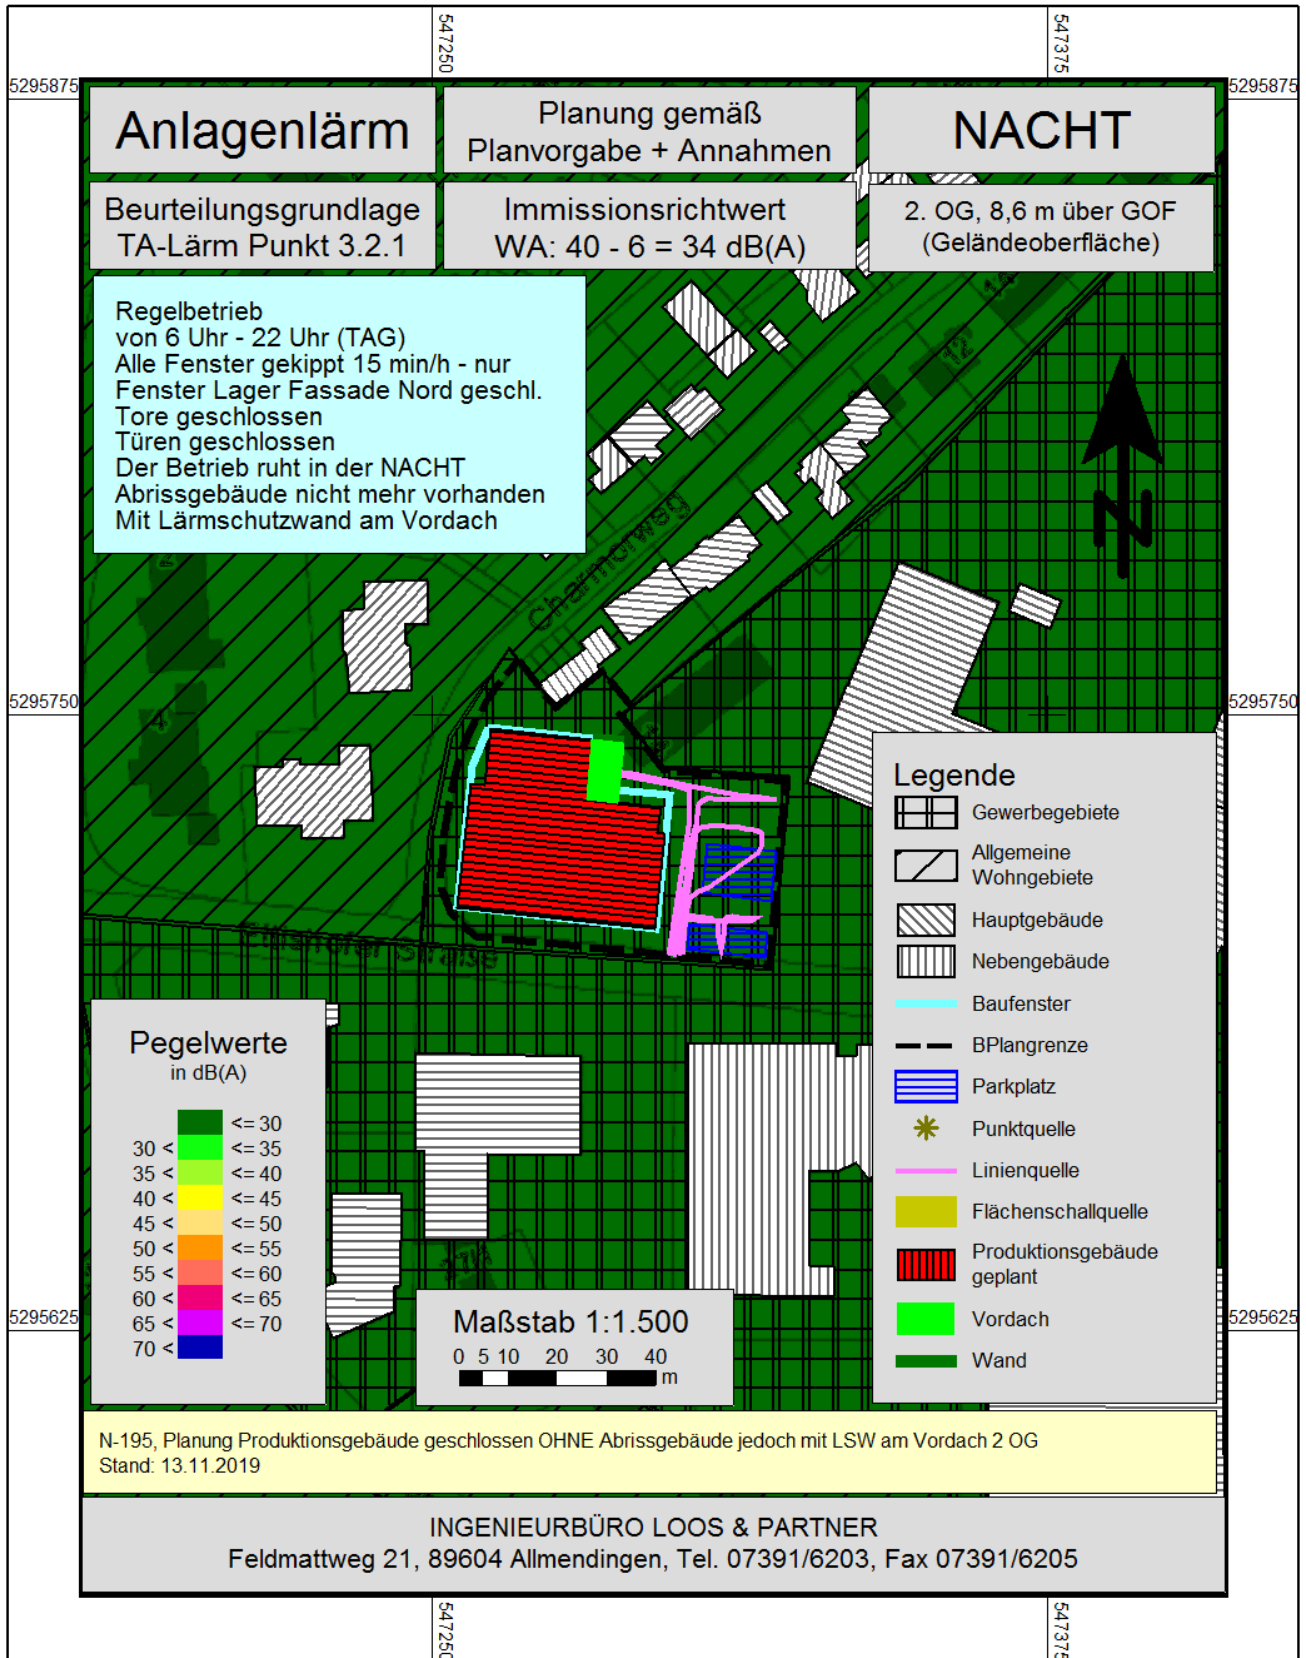 547250
547375
5295875
5295875
Anlagenlärm
Planung gemäß
Planvorgabe + Annahmen
NACHT
Beurteilungsgrundlage
TA-Lärm Punkt 3.2.1
Immissionsrichtwert
WA: 40 - 6 = 34 dB(A)
2. OG, 8,6 m über GOF
(Geländeoberfläche)
Regelbetrieb
von 6 Uhr - 22 Uhr (TAG)
Alle Fenster gekippt 15 min/h - nur
Fenster Lager Fassade Nord geschl.
Tore geschlossen
Türen geschlossen
Der Betrieb ruht in der NACHT
Abrissgebäude nicht mehr vorhanden
Mit Lärmschutzwand am Vordach
N
5295750
5295750
Legende
Gewerbegebiete
Allgemeine
Wohngebiete
Hauptgebäude
Nebengebäude
Baufenster
BPlangrenze
Parkplatz
Punktquelle
Linienquelle
Flächenschallquelle
Produktionsgebäude
geplant
Vordach
Wand
Straße
Pegelwerte
in dB(A)
<= 30
30 < <= 35
35 < <= 40
40 < <= 45
45 < <= 50
50 < <= 55
55 < <= 60
60 < <= 65
65 < <= 70
70 <
5295625
5295625
Maßstab 1:1.500
0 5 10 20 30 40
m
N-195, Planung Produktionsgebäude geschlossen OHNE Abrissgebäude jedoch mit LSW am Vordach 2 OG
Stand: 13.11.2019
INGENIEURBÜRO LOOS & PARTNER
Feldmattweg 21, 89604 Allmendingen, Tel. 07391/6203, Fax 07391/6205
547250
547375